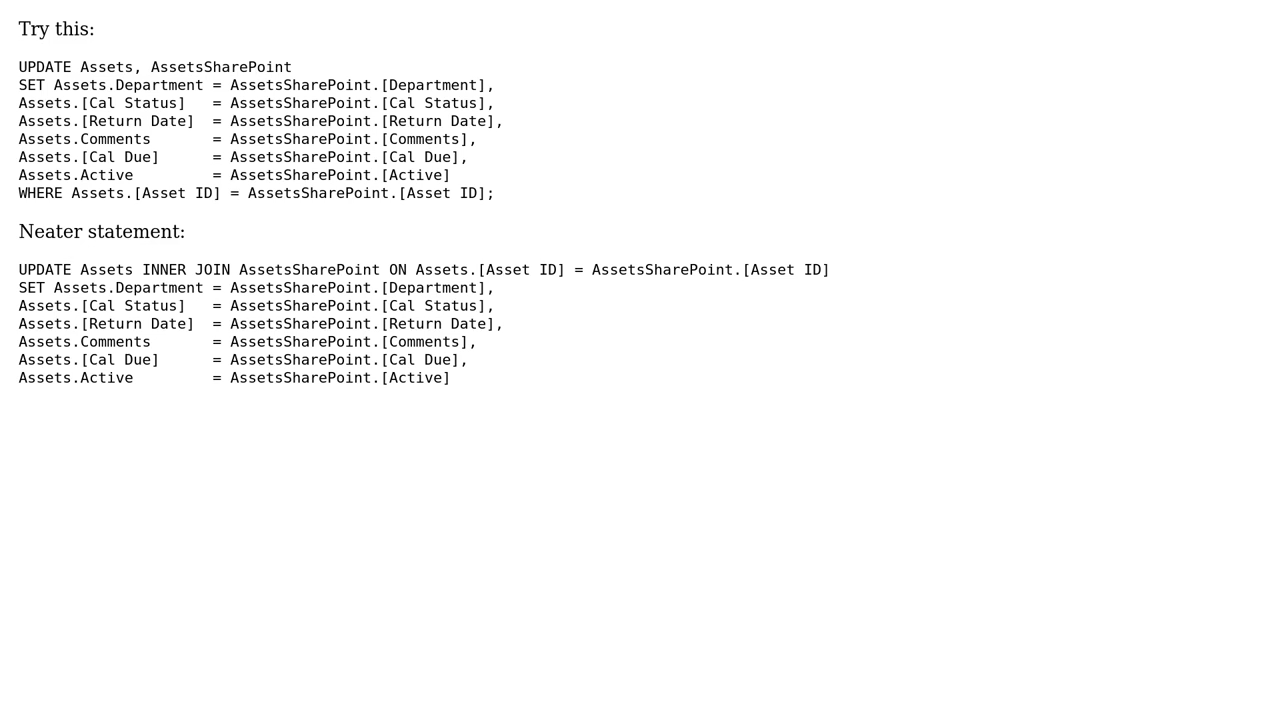 Try this:
UPDATE Assets, AssetsSharePoint
SET Assets.Department = AssetsSharePoint.[Department],
Assets.[Cal Status]   = AssetsSharePoint.[Cal Status],
Assets.[Return Date]  = AssetsSharePoint.[Return Date],
Assets.Comments       = AssetsSharePoint.[Comments],
Assets.[Cal Due]      = AssetsSharePoint.[Cal Due],
Assets.Active         = AssetsSharePoint.[Active]
WHERE Assets.[Asset ID] = AssetsSharePoint.[Asset ID];
Neater statement:
UPDATE Assets INNER JOIN AssetsSharePoint ON Assets.[Asset ID] = AssetsSharePoint.[Asset ID]
SET Assets.Department = AssetsSharePoint.[Department],
Assets.[Cal Status]   = AssetsSharePoint.[Cal Status],
Assets.[Return Date]  = AssetsSharePoint.[Return Date],
Assets.Comments       = AssetsSharePoint.[Comments],
Assets.[Cal Due]      = AssetsSharePoint.[Cal Due],
Assets.Active         = AssetsSharePoint.[Active]